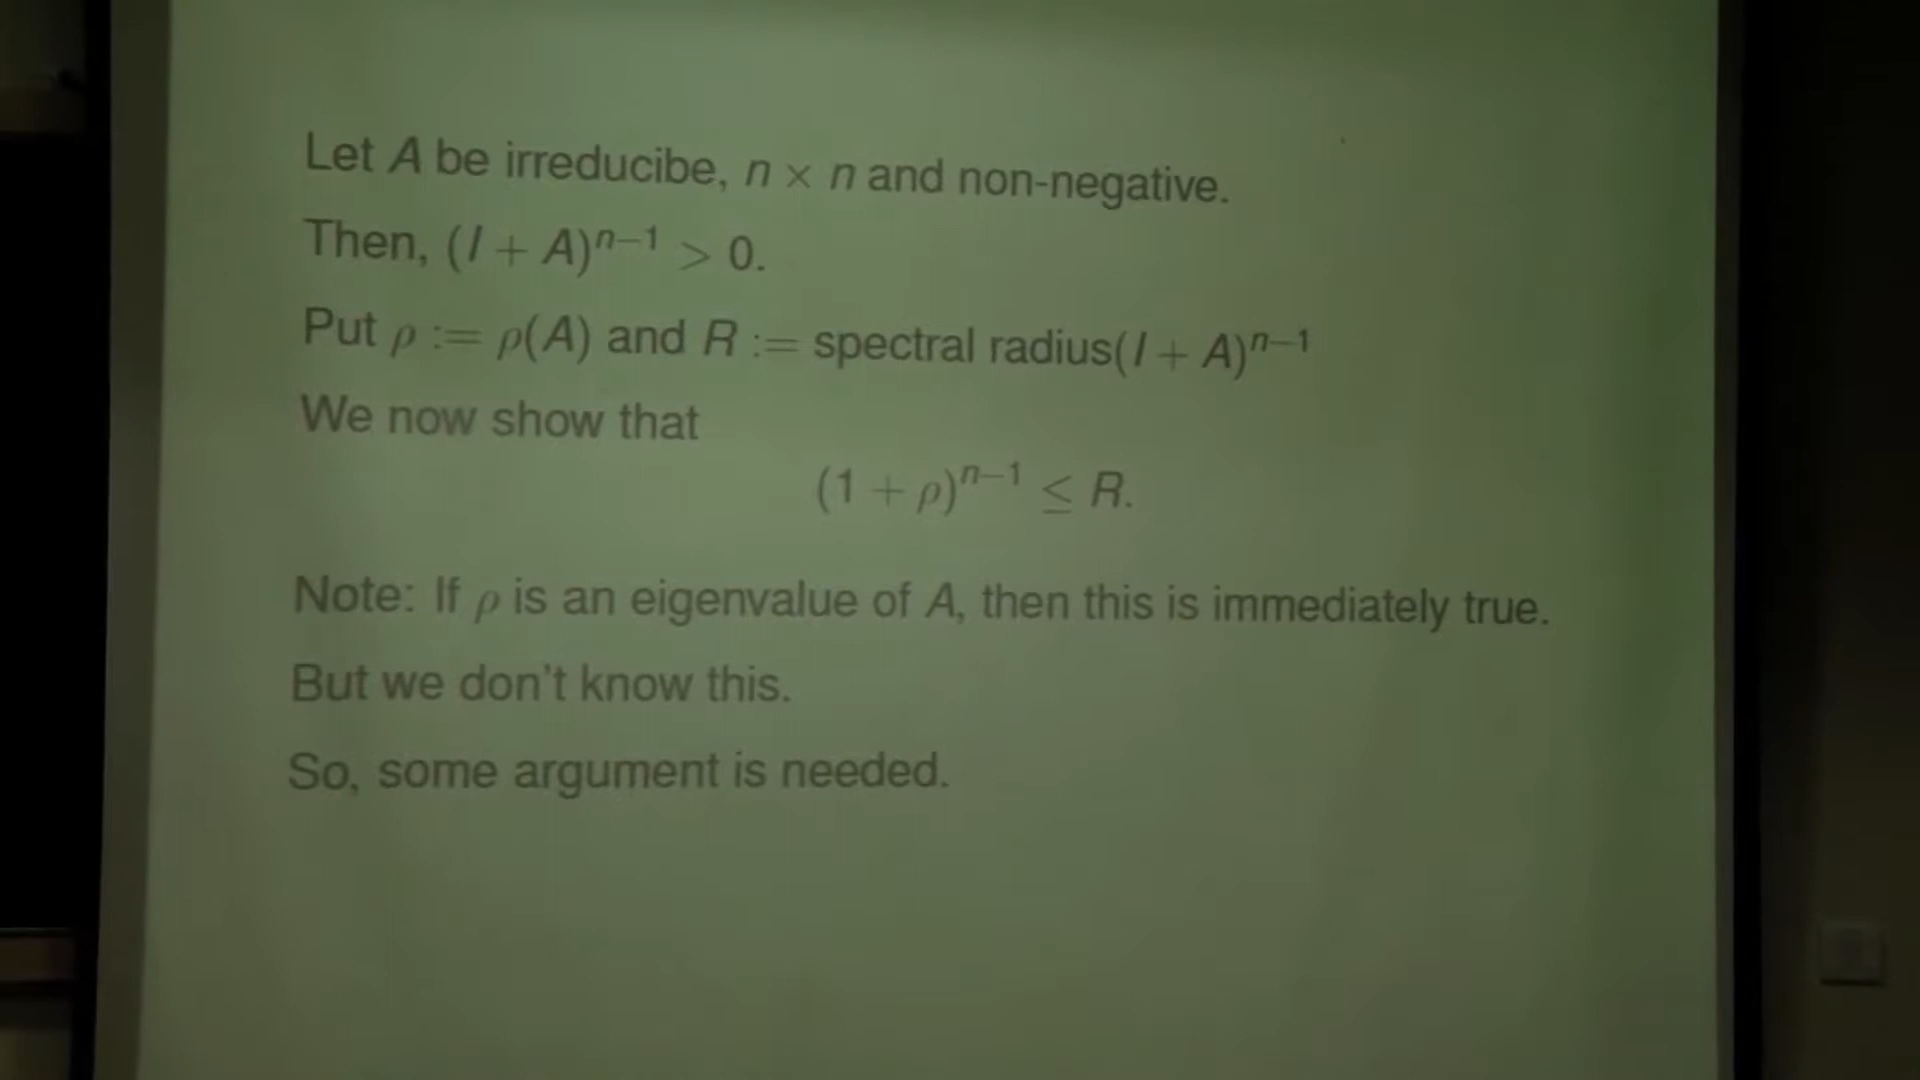 Let A be irreducibe, n × n and non-negative.
Then, (I + A)^{n−1} > 0.
Put ρ := ρ(A) and R := spectral radius(I + A)^{n−1}
We now show that
(1 + ρ)^{n−1} ≤ R.
Note: If ρ is an eigenvalue of A, then this is immediately true.
But we don't know this.
So, some argument is needed.